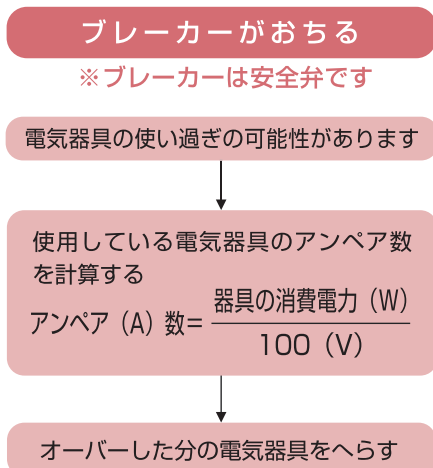 ブレーカーがおちる
※ブレーカーは安全弁です
電気器具の使い過ぎの可能性があります
使用している電気器具のアンペア数
を計算する
アンペア（A）数＝ 器具の消費電力（W）
100（V）
オーバーした分の電気器具をへらす